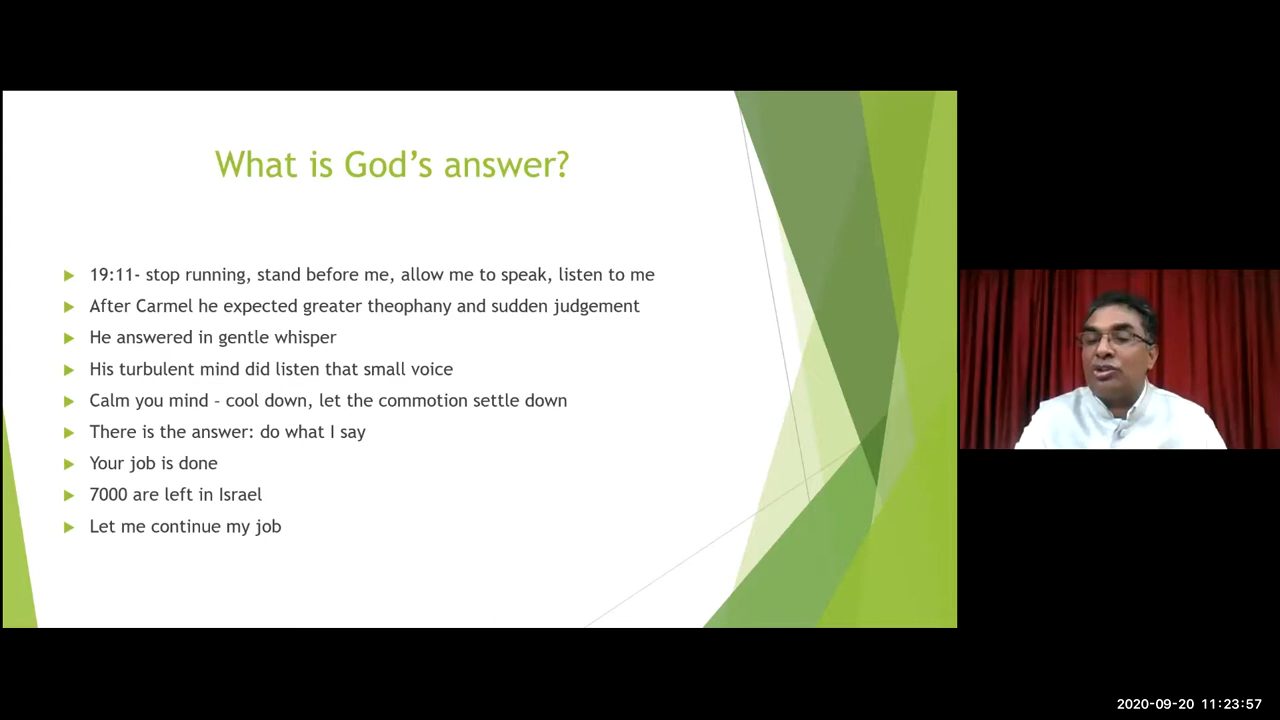 What is God's answer?
19:11- stop running, stand before me, allow me to speak, listen to me
After Carmel he expected greater theophany and sudden judgement
He answered in gentle whisper
His turbulent mind did listen that small voice
Calm you mind – cool down, let the commotion settle down
There is the answer: do what I say
Your job is done
7000 are left in Israel
Let me continue my job
2020-09-20 11:23:57